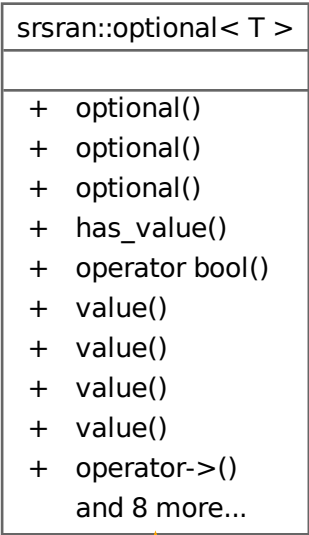 srsran::optional< T >
+ optional()
+ optional()
+ optional()
+ has_value()
+ operator bool()
+ value()
+ value()
+ value()
+ value()
+ operator->()
and 8 more...